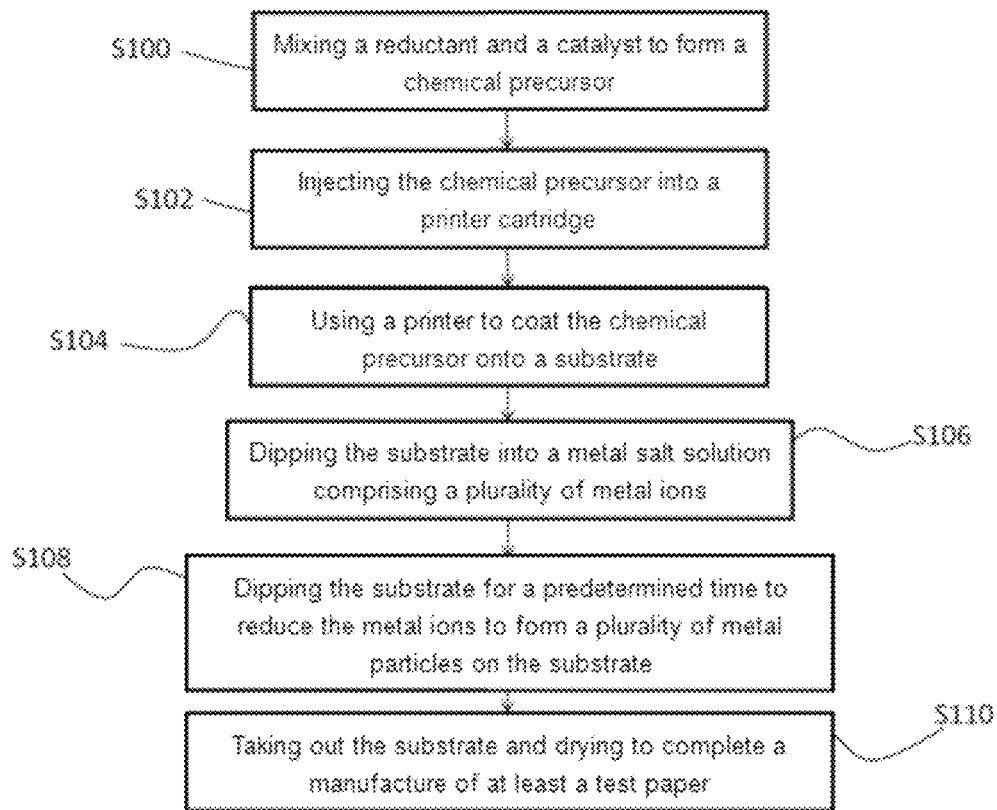 S100
Mixing a reductant and a catalyst to form a
chemical precursor
S102
Injecting the chemical precursor into a
printer cartridge
S104
Using a printer to coat the chemical
precursor onto a substrate
S106
Dipping the substrate into a metal salt solution
comprising a plurality of metal ions
S108
Dipping the substrate for a predetermined time to
reduce the metal ions to form a plurality of metal
particles on the substrate
S110
Taking out the substrate and drying to complete a
manufacture of at least a test paper